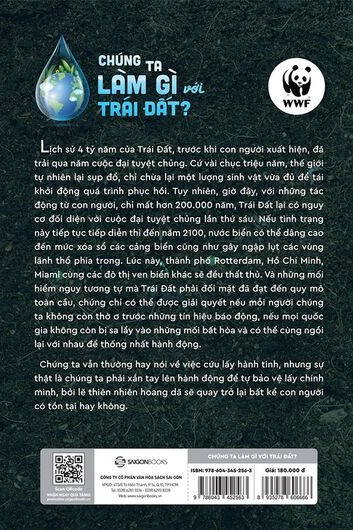 CHÚNG TA
LÀM GÌ với
TRÁI ĐẤT?
WWF
Lịch sử 4 tỷ năm của Trái Đất, trước khi con người xuất hiện, đã
trải qua năm cuộc đại tuyệt chủng. Cứ vài chục triệu năm, thế giới
tự nhiên lại sụp đổ, chỉ chừa lại một lượng sinh vật vừa đủ để tái
khởi động quá trình phục hồi. Tuy nhiên, giờ đây, với những tác
động từ con người, chỉ mất hơn 200.000 năm, Trái Đất lại có nguy
cơ đối diện với cuộc đại tuyệt chủng lần thứ sáu. Nếu tình trạng
này tiếp tục tiếp diễn thì đến năm 2100, nước biển có thể dâng cao
đến mức xóa sổ các cảng biển cũng như gây ngập lụt các vùng
lãnh thổ phía trong. Lúc này, thành phố Rotterdam, Hồ Chí Minh,
Miami cùng các đô thị ven biển khác sẽ đều thất thủ. Và những mối
hiểm nguy tương tự mà Trái Đất phải đối mặt đã đạt đến quy mô
toàn cầu, chúng chỉ có thể được giải quyết nếu mỗi người chúng
ta không còn thờ ơ trước những tín hiệu báo động, nếu mọi quốc
gia không còn bị sa lầy vào những mối bất hòa và có thể cùng ngồi
lại với nhau để thống nhất hành động.
Chúng ta vẫn thường hay nói về việc cứu lấy hành tinh, nhưng sự
thật là chúng ta phải xắn tay lên hành động để tự bảo vệ lấy chính
mình, bởi lẽ thiên nhiên hoang dã sẽ quay trở lại bất kể con người
có tồn tại hay không.
SAIGONBOOKS
CÔNG TY CỔ PHẦN VĂN HÓA SÁCH SÀI GÒN
Scan QRcode
NHẬN NGAY QUÀ TẶNG
CHÚNG TA LÀM GÌ VỚI TRÁI ĐẤT?
ISBN: 978-604-345-256-3
Giá: 180.000 đ
9 786043 452563
8 935278 606666